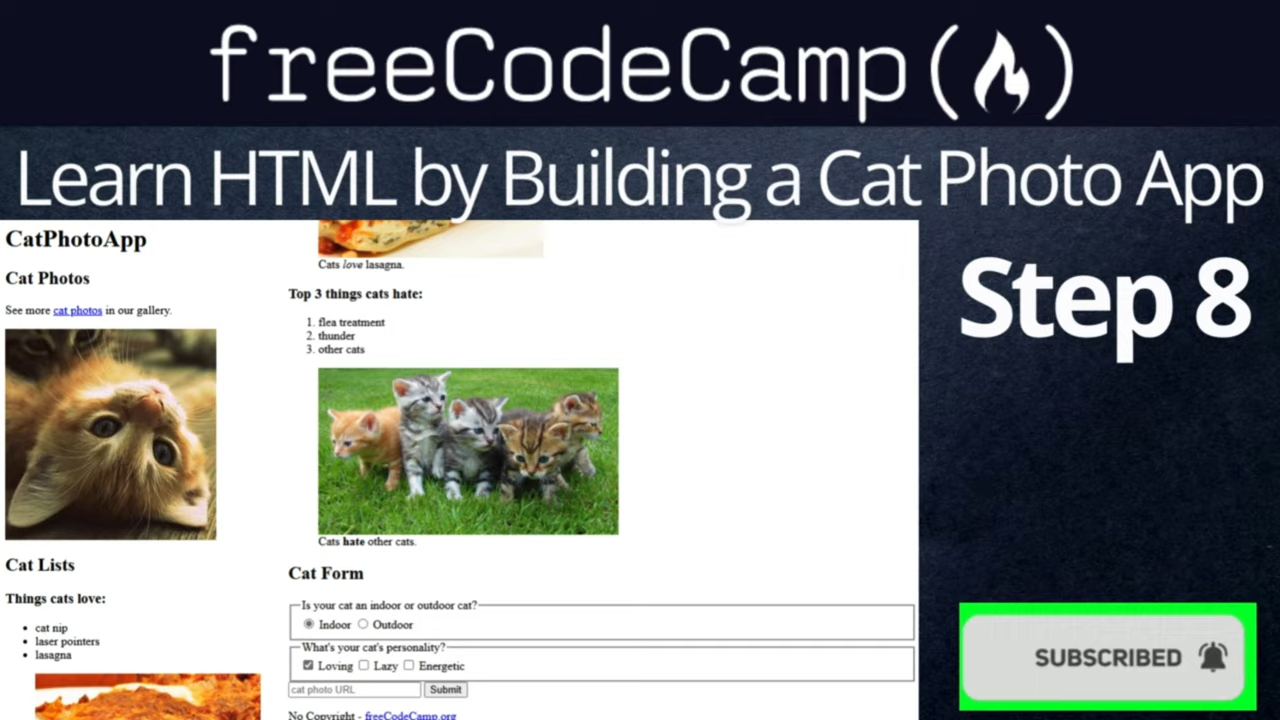 freeCodeCamp
Learn HTML by Building a Cat Photo App
Step 8
CatPhotoApp
Cat Photos
See more cat photos in our gallery.
Cat Lists
Things cats love:
• cat nip
• laser pointers
• lasagna
Cats love lasagna.
Top 3 things cats hate:
1. flea treatment
2. thunder
3. other cats
Cats hate other cats.
Cat Form
Is your cat an indoor or outdoor cat?
Indoor Outdoor
What's your cat's personality?
Loving Lazy Energetic
cat photo URL Submit
No Copyright - freeCodeCamp.org
SUBSCRIBED